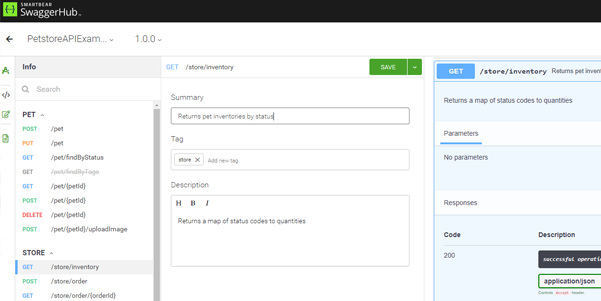 SMARTBEAR
SwaggerHub
PetstoreAPIExam...
1.0.0
Info
Search
PET
POST /pet
PUT /pet
GET /pet/findByStatus
GET /pet/findByTags
GET /pet/{petId}
POST /pet/{petId}
DELETE /pet/{petId}
POST /pet/{petId}/uploadImage
STORE
GET /store/inventory
POST /store/order
GET /store/order/{orderId}
GET /store/inventory
SAVE
Summary
Returns pet inventories by status
Tag
store X Add new tag
Description
H B I
Returns a map of status codes to quantities
GET /store/inventory Returns pet invent
Returns a map of status codes to quantities
Parameters
No parameters
Responses
Code Description
200
successful operatio
application/json
Controls Accept header.